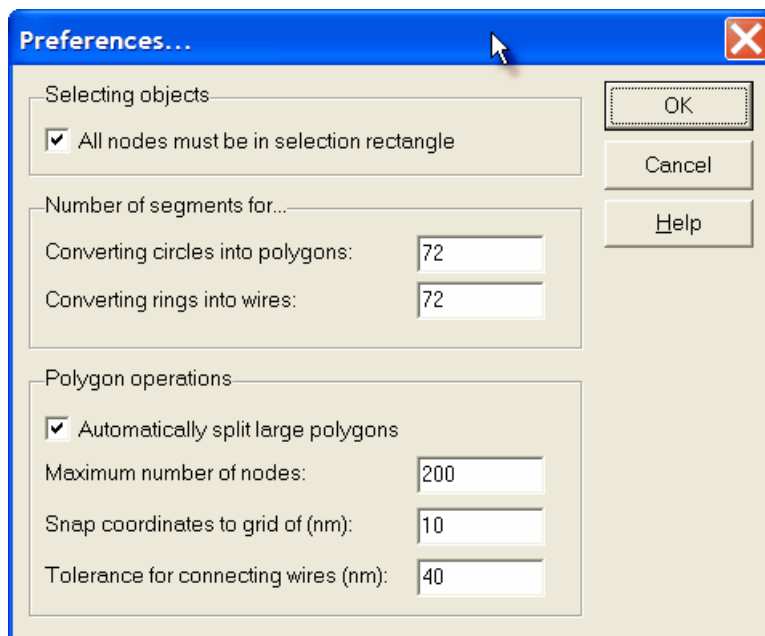 Preferences...
Selecting objects
All nodes must be in selection rectangle
OK
Cancel
Help
Number of segments for...
Converting circles into polygons: 72
Converting rings into wires: 72
Polygon operations
Automatically split large polygons
Maximum number of nodes: 200
Snap coordinates to grid of (nm): 10
Tolerance for connecting wires (nm): 40